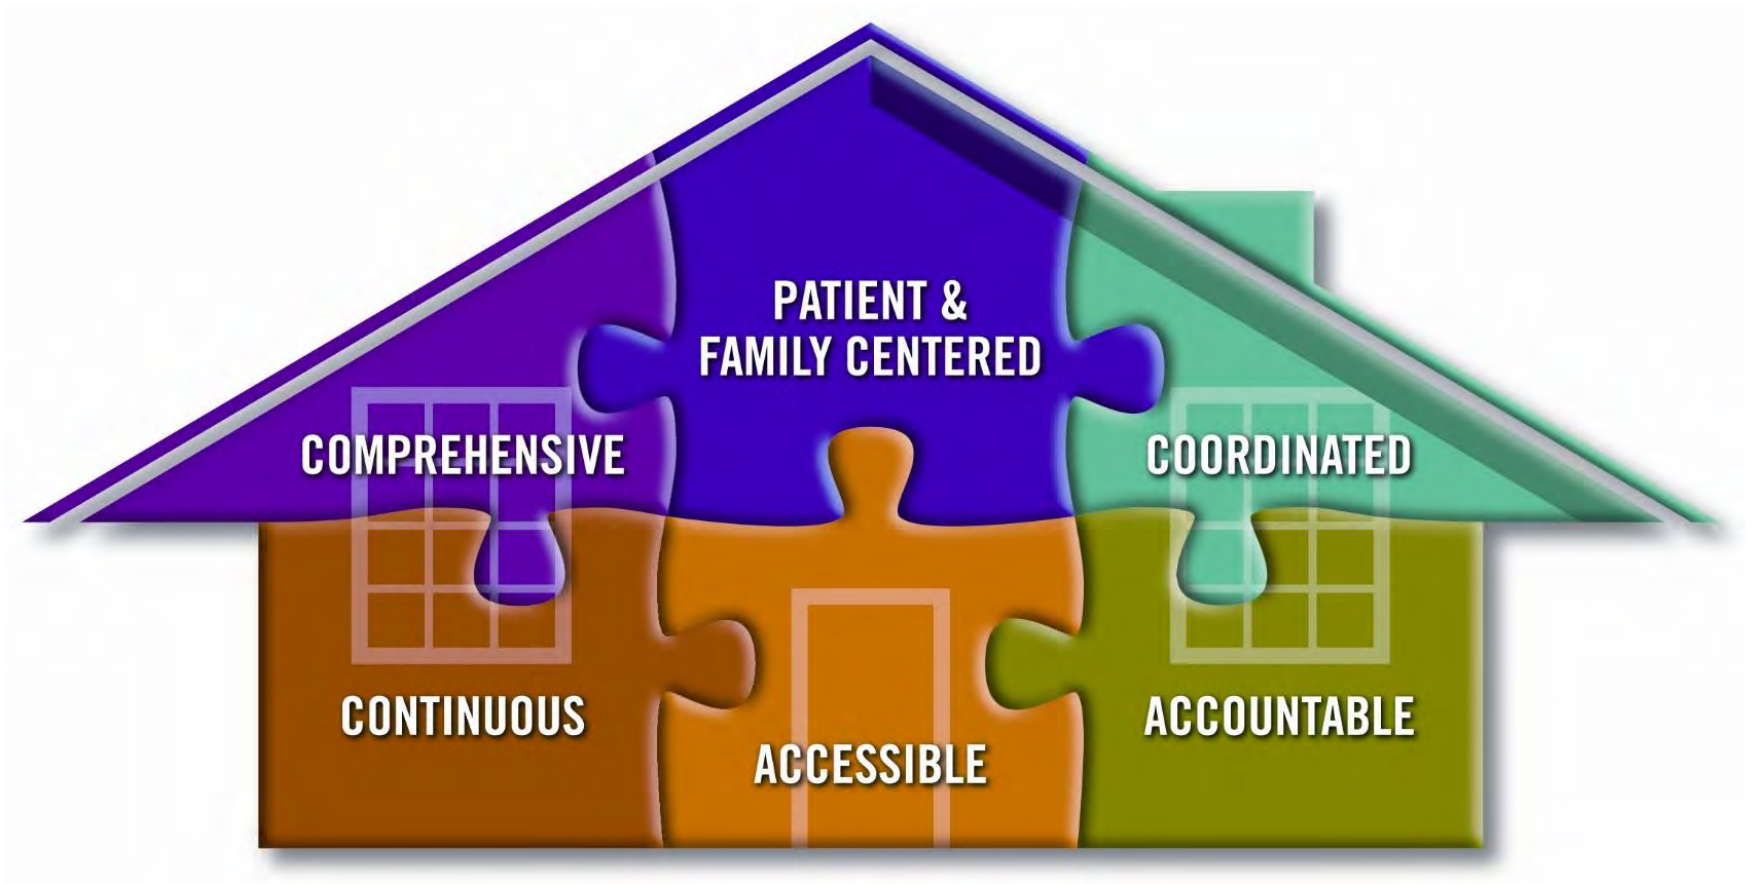 PATIENT &
FAMILY CENTERED
COMPREHENSIVE
COORDINATED
CONTINUOUS
ACCESSIBLE
ACCOUNTABLE